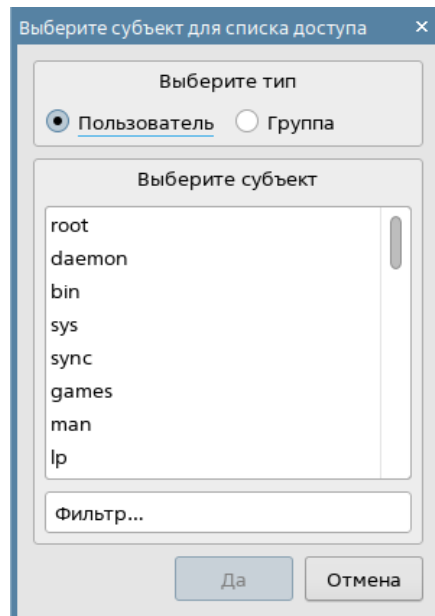 Выберите субъект для списка доступа
Выберите тип
Пользователь Группа
Выберите субъект
root
daemon
bin
sys
sync
games
man
lp
Фильтр...
Да Отмена